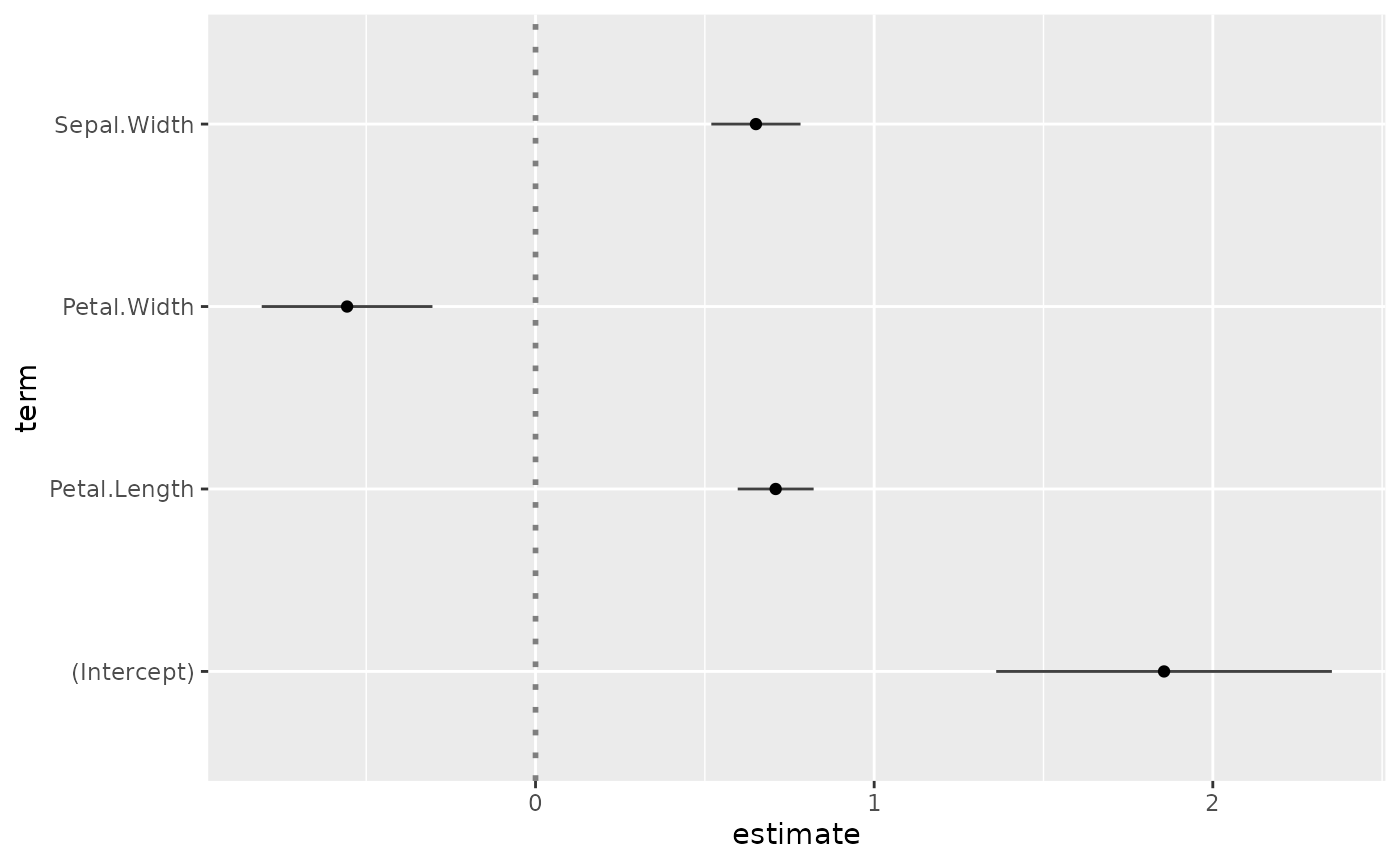 Sepal.Width
Petal.Width
Petal.Length
(Intercept)
term
0 1 2
estimate